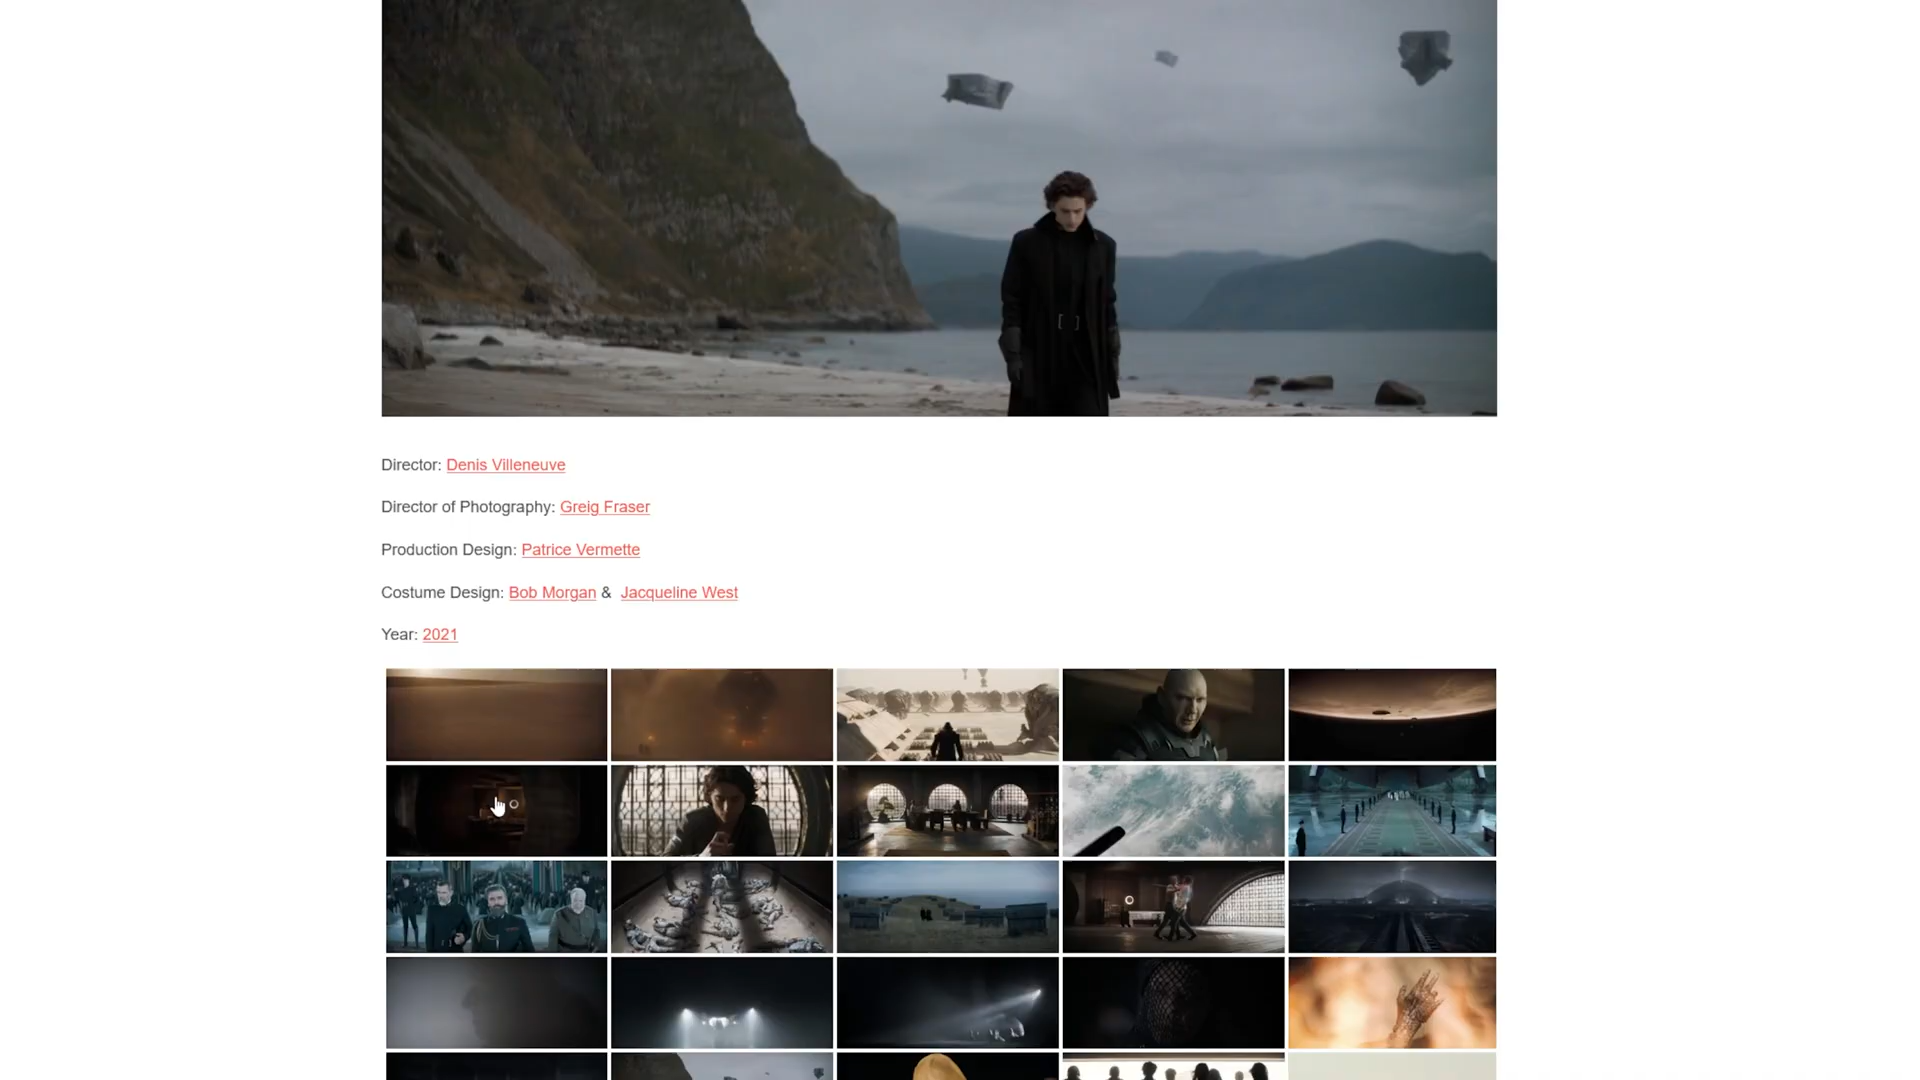 Director: Denis Villeneuve
Director of Photography: Greig Fraser
Production Design: Patrice Vermette
Costume Design: Bob Morgan & Jacqueline West
Year: 2021